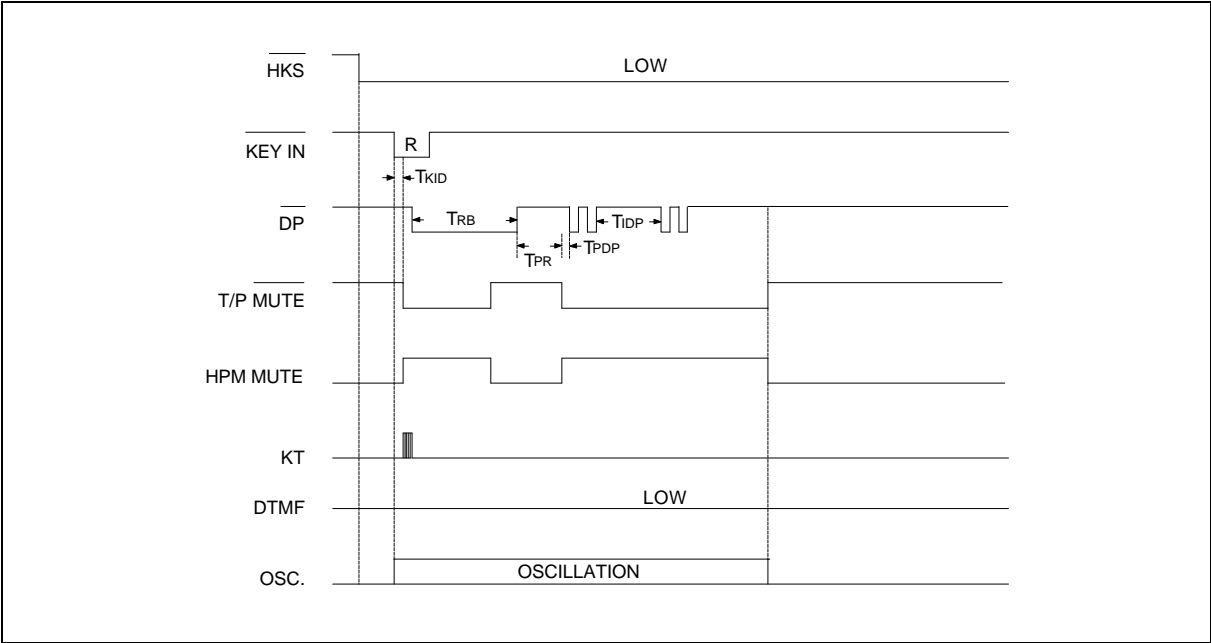 HKS
LOW
KEY IN
R
TKID
DP
TRB
TIDP
TPR
TPDP
T/P MUTE
HPM MUTE
KT
DTMF
LOW
OSC.
OSCILLATION